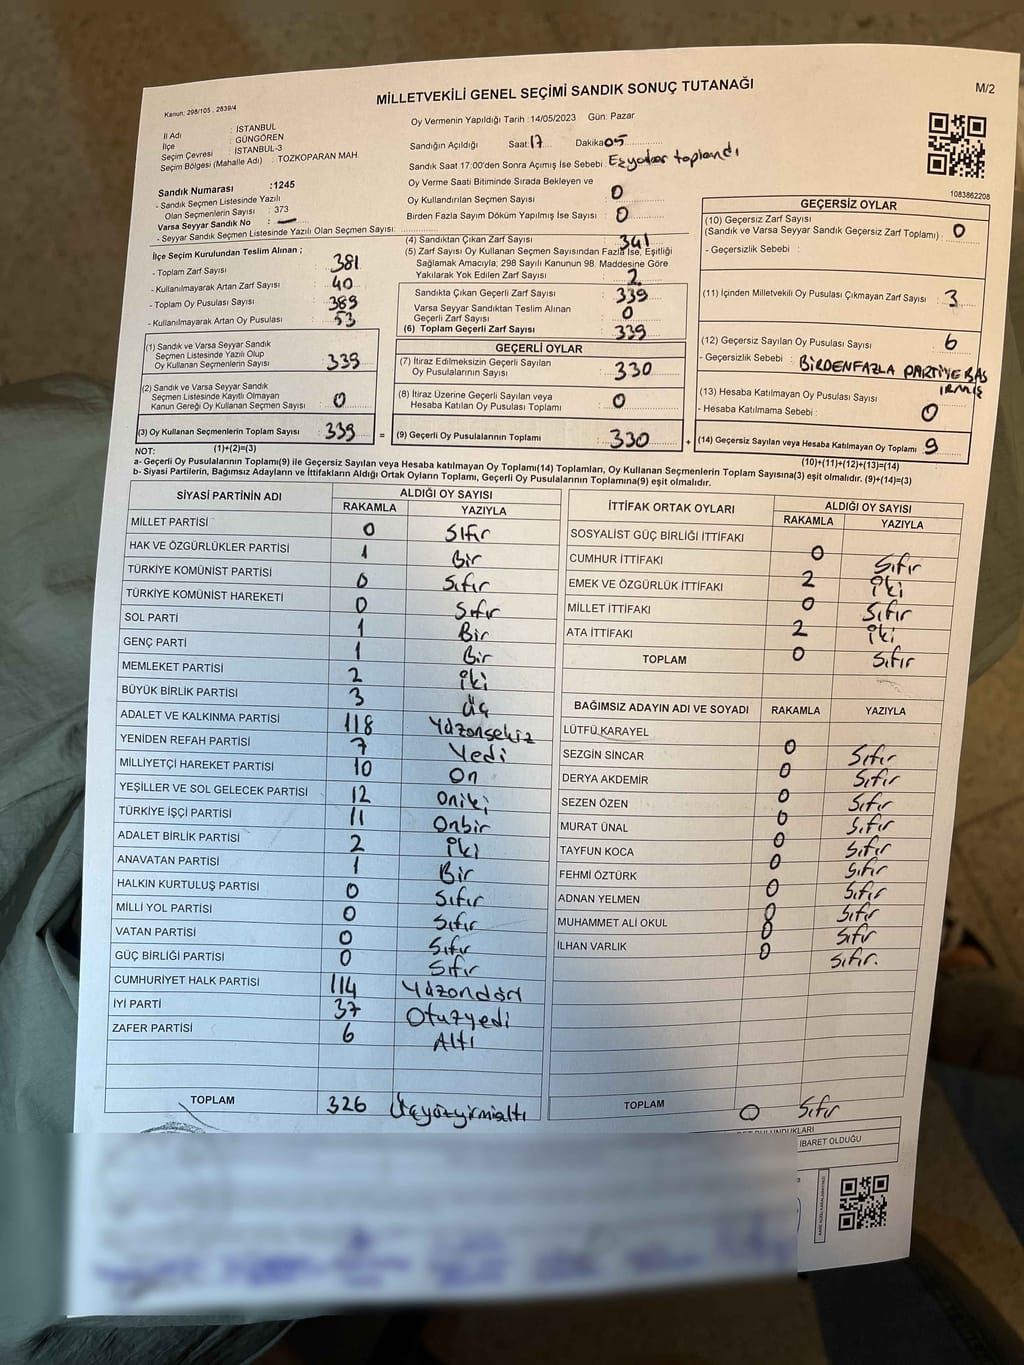 Kanun; 298/105 , 2839/4
MİLLETVEKİLİ GENEL SEÇİMİ SANDIK SONUÇ TUTANAĞI
M/2
İl Adı : İSTANBUL
İlçe : GÜNGÖREN
Seçim Çevresi : İSTANBUL-3
Seçim Bölgesi (Mahalle Adı) : TOZKOPARAN MAH.
Oy Vermenin Yapıldığı Tarih : 14/05/2023 Gün: Pazar
Sandığın Açıldığı Saat: 17 Dakika 05
Sandık Saat 17:00'den Sonra Açımış İse Sebebi : Eşyalar toplandı
Sandık Numarası :1245
- Sandık Seçmen Listesinde Yazılı
Olan Seçmenlerin Sayısı : 373
Varsa Seyyar Sandık No : —
- Seyyar Sandık Seçmen Listesinde Yazılı Olan Seçmen Sayısı:
Oy Verme Saati Bitiminde Sırada Bekleyen ve
Oy Kullandırılan Seçmen Sayısı : 0
Birden Fazla Sayım Döküm Yapılmış İse Sayısı : 0
1083862208
İlçe Seçim Kurulundan Teslim Alınan ;
- Toplam Zarf Sayısı : 381
- Kullanılmayarak Artan Zarf Sayısı : 40
- Toplam Oy Pusulası Sayısı : 389
- Kullanılmayarak Artan Oy Pusulası : 53
(1) Sandık ve Varsa Seyyar Sandık
Seçmen Listesinde Yazılı Olup
Oy Kullanan Seçmenlerin Sayısı : 339
(2) Sandık ve Varsa Seyyar Sandık
Seçmen Listesinde Kayıtlı Olmayan
Kanun Gereği Oy Kullanan Seçmen Sayısı : 0
(3) Oy Kullanan Seçmenlerin Toplam Sayısı : 339 =
(1)+(2)=(3)
(4) Sandıktan Çıkan Zarf Sayısı : 341
(5) Zarf Sayısı Oy Kullanan Seçmen Sayısından Fazla İse, Eşitliği
Sağlamak Amacıyla; 298 Sayılı Kanunun 98. Maddesine Göre
Yakılarak Yok Edilen Zarf Sayısı : 2
Sandıkta Çıkan Geçerli Zarf Sayısı : 339
Varsa Seyyar Sandıktan Teslim Alınan
Geçerli Zarf Sayısı : 0
(6) Toplam Geçerli Zarf Sayısı : 339
GEÇERLİ OYLAR
(7) İtiraz Edilmeksizin Geçerli Sayılan
Oy Pusulalarının Sayısı : 330
(8) İtiraz Üzerine Geçerli Sayılan veya
Hesaba Katılan Oy Pusulası Toplamı : 0
(9) Geçerli Oy Pusulalarının Toplamı : 330 +
GEÇERSİZ OYLAR
(10) Geçersiz Zarf Sayısı
(Sandık ve Varsa Seyyar Sandık Geçersiz Zarf Toplamı) : 0
- Geçersizlik Sebebi :
(11) İçinden Milletvekili Oy Pusulası Çıkmayan Zarf Sayısı : 3
(12) Geçersiz Sayılan Oy Pusulası Sayısı : 6
- Geçersizlik Sebebi : BİRDENFAZLA PARTİYE BAS
IRMIŞ
(13) Hesaba Katılmayan Oy Pusulası Sayısı : 0
- Hesaba Katılmama Sebebi :
(14) Geçersiz Sayılan veya Hesaba Katılmayan Oy Toplamı : 9
(10)+(11)+(12)+(13)=(14)
NOT:
a- Geçerli Oy Pusulalarının Toplamı(9) ile Geçersiz Sayılan veya Hesaba katılmayan Oy Toplamı(14) Toplamları, Oy Kullanan Seçmenlerin Toplam Sayısına(3) eşit olmalıdır. (9)+(14)=(3)
b- Siyasi Partilerin, Bağımsız Adayların ve İttifakların Aldığı Ortak Oyların Toplamı, Geçerli Oy Pusulalarının Toplamına(9) eşit olmalıdır.
SİYASİ PARTİNİN ADI ALDIĞI OY SAYISI
RAKAMLA YAZIYLA
MİLLET PARTİSİ 0 Sıfır
HAK VE ÖZGÜRLÜKLER PARTİSİ 1 Bir
TÜRKİYE KOMÜNİST PARTİSİ 0 Sıfır
TÜRKİYE KOMÜNİST HAREKETİ 0 Sıfır
SOL PARTİ 1 Bir
GENÇ PARTİ 1 Bir
MEMLEKET PARTİSİ 2 iki
BÜYÜK BİRLİK PARTİSİ 3 Üç
ADALET VE KALKINMA PARTİSİ 118 Yüzonsekiz
YENİDEN REFAH PARTİSİ 7 Yedi
MİLLİYETÇİ HAREKET PARTİSİ 10 On
YEŞİLLER VE SOL GELECEK PARTİSİ 12 Oniki
TÜRKİYE İŞÇİ PARTİSİ 11 Onbir
ADALET BİRLİK PARTİSİ 2 iki
ANAVATAN PARTİSİ 1 Bir
HALKIN KURTULUŞ PARTİSİ 0 Sıfır
MİLLİ YOL PARTİSİ 0 Sıfır
VATAN PARTİSİ 0 Sıfır
GÜÇ BİRLİĞİ PARTİSİ 0 Sıfır
CUMHURİYET HALK PARTİSİ 114 Yüzondört
İYİ PARTİ 37 Otuzyedi
ZAFER PARTİSİ 6 Altı
TOPLAM 326 Üçyüzyirmialtı
İTTİFAK ORTAK OYLARI ALDIĞI OY SAYISI
RAKAMLA YAZIYLA
SOSYALİST GÜÇ BİRLİĞİ İTTİFAKI 0 Sıfır
CUMHUR İTTİFAKI 2 iki
EMEK VE ÖZGÜRLÜK İTTİFAKI 0 Sıfır
MİLLET İTTİFAKI 2 iki
ATA İTTİFAKI 0 Sıfır
TOPLAM
BAĞIMSIZ ADAYIN ADI VE SOYADI RAKAMLA YAZIYLA
LÜTFÜ KARAYEL 0 Sıfır
SEZGİN SİNCAR 0 Sıfır
DERYA AKDEMİR 0 Sıfır
SEZEN ÖZEN 0 Sıfır
MURAT ÜNAL 0 Sıfır
TAYFUN KOCA 0 Sıfır
FEHMİ ÖZTÜRK 0 Sıfır
ADNAN YELMEN 0 Sıfır
MUHAMMET ALİ OKUL 0 Sıfır
İLHAN VARLIK 0 Sıfır.
TOPLAM 0 Sıfır
BULUNDUKLARI
İBARET OLDUĞU